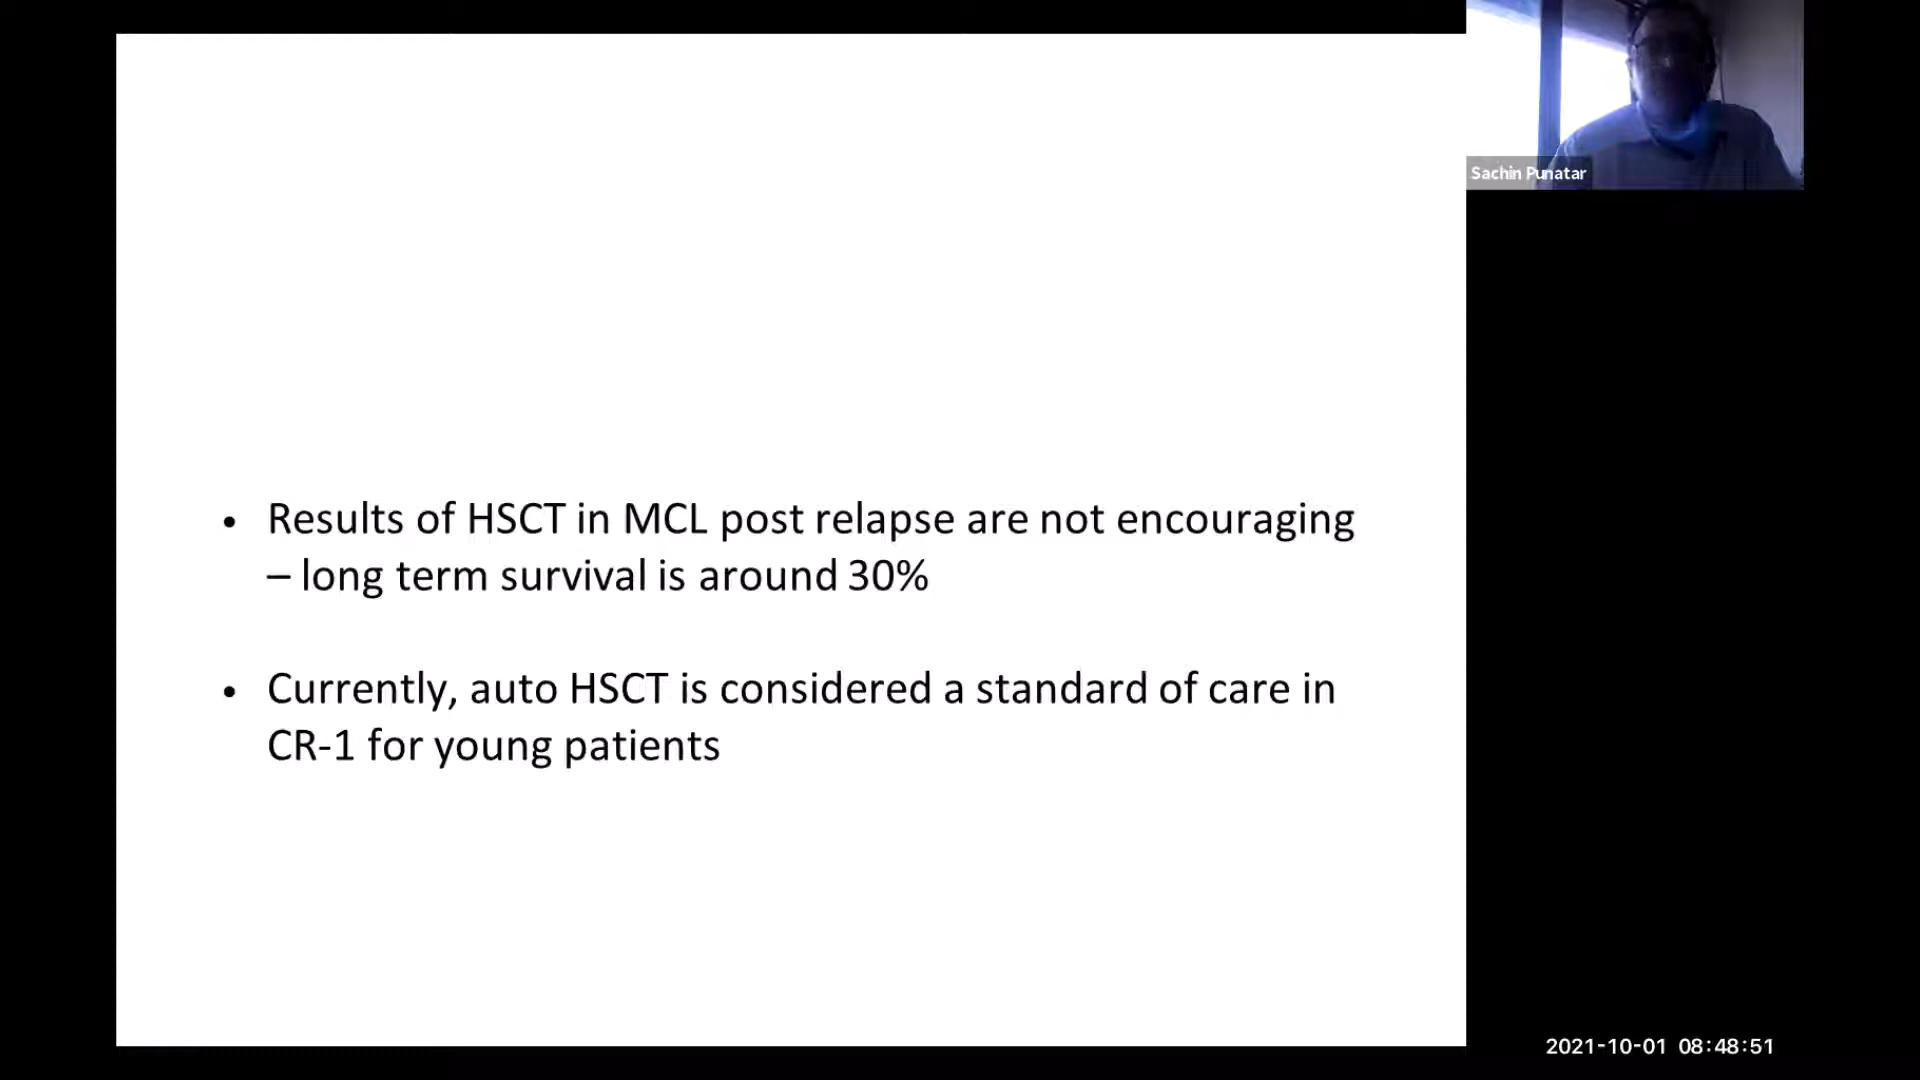 Sachin Punatar
• Results of HSCT in MCL post relapse are not encouraging
– long term survival is around 30%
• Currently, auto HSCT is considered a standard of care in
CR-1 for young patients
2021-10-01 08:48:51